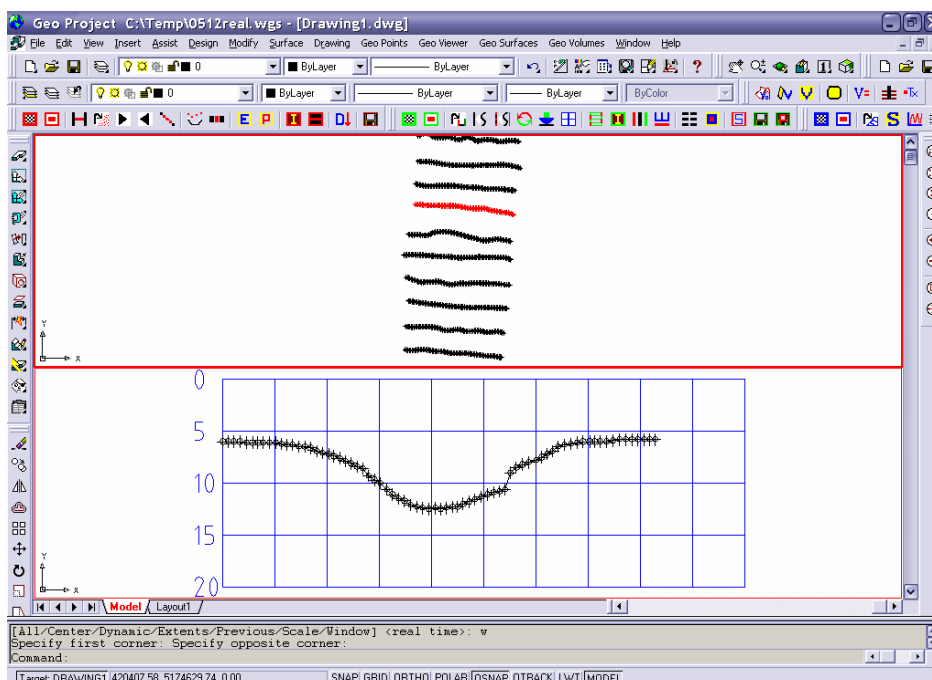 Geo Project C:\Temp\0512real.wgs - [Drawing1.dwg]
File Edit View Insert Assist Design Modify Surface Drawing Geo Points Geo Viewer Geo Surfaces Geo Volumes Window Help
0 ByLayer ByLayer ?
0 ByLayer ByLayer ByLayer ByColor V=
E P I D
Y
X
0
5
10
15
20
Y
X
Model Layout1
[All/Center/Dynamic/Extents/Previous/Scale/Window] <real time>: w
Specify first corner: Specify opposite corner:
Command:
Target: DRAWING1 420407.58, 5174629.74, 0.00 SNAP GRID ORTHO POLAR OSNAP OTRACK LWT MODEL